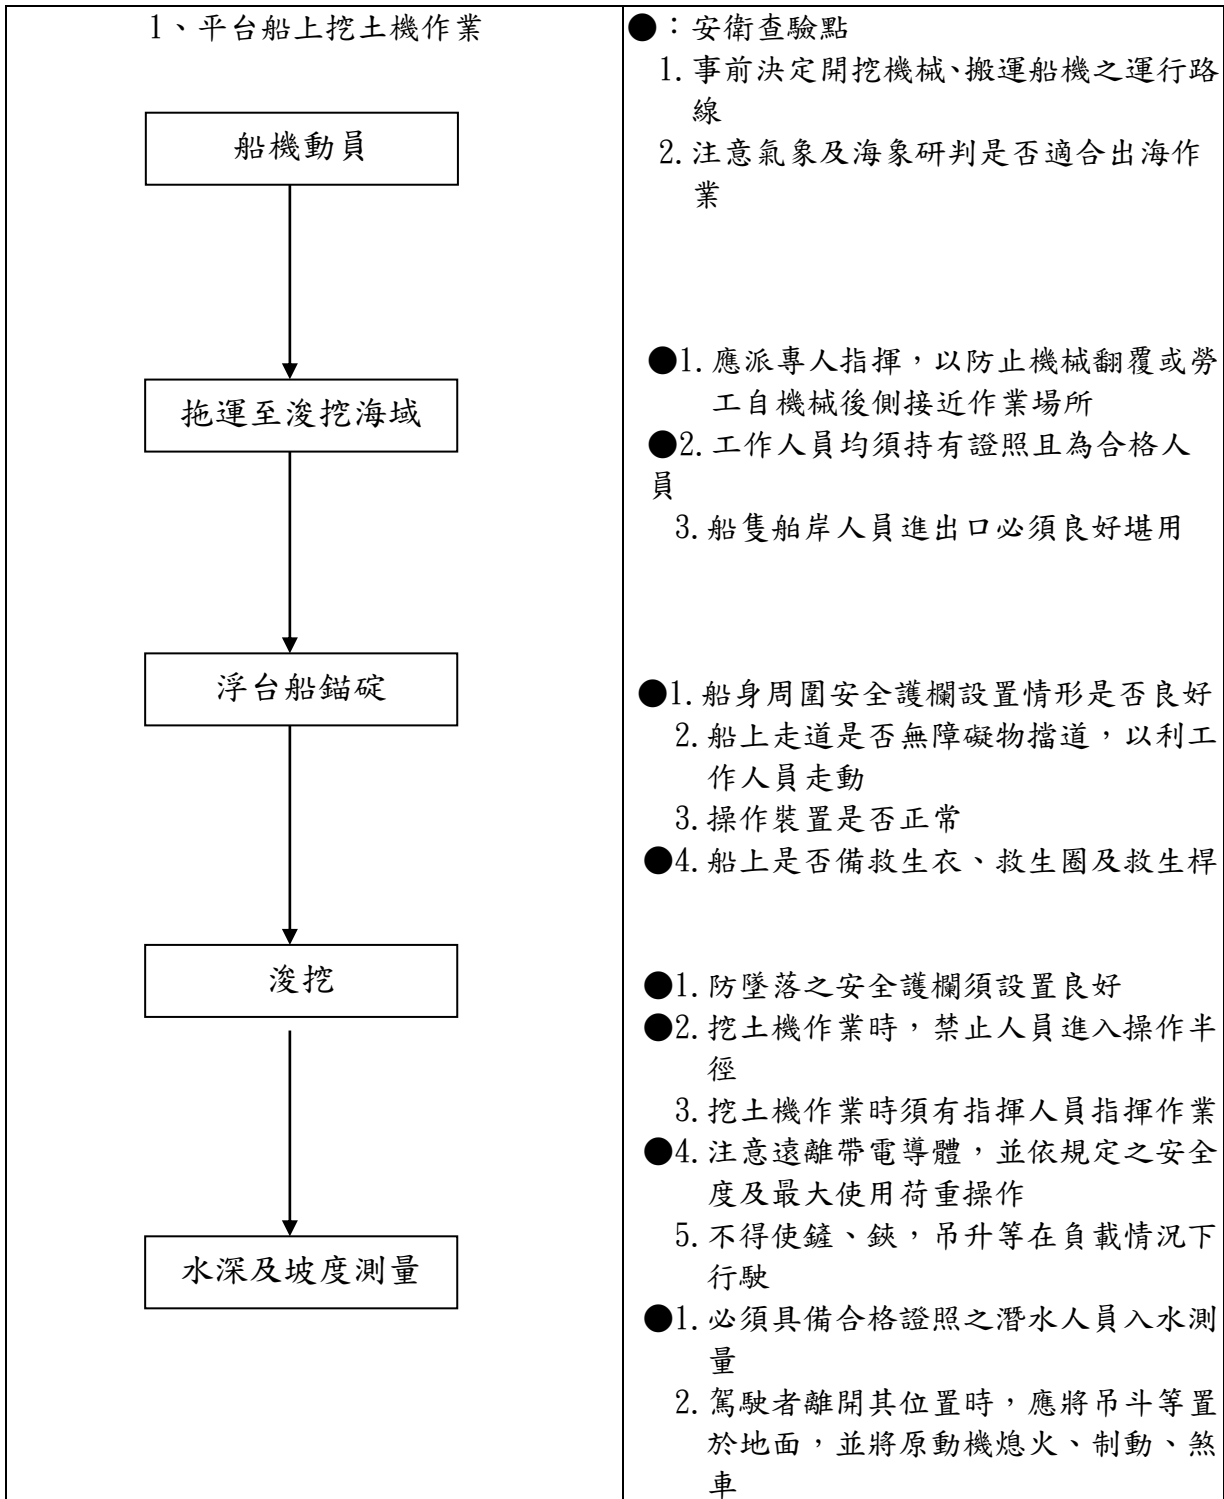 1、平台船上挖土機作業
船機動員
拖運至浚挖海域
浮台船錨碇
浚挖
水深及坡度測量
●：安衛查驗點
1.事前決定開挖機械、搬運船機之運行路
線
2.注意氣象及海象研判是否適合出海作
業
●1.應派專人指揮，以防止機械翻覆或勞
工自機械後側接近作業場所
●2.工作人員均須持有證照且為合格人
員
3.船隻舶岸人員進出口必須良好堪用
●1.船身周圍安全護欄設置情形是否良好
2.船上走道是否無障礙物擋道，以利工
作人員走動
3.操作裝置是否正常
●4.船上是否備救生衣、救生圈及救生桿
●1.防墜落之安全護欄須設置良好
●2.挖土機作業時，禁止人員進入操作半
徑
3.挖土機作業時須有指揮人員指揮作業
●4.注意遠離帶電導體，並依規定之安全
度及最大使用荷重操作
5.不得使鏟、鋏，吊升等在負載情況下
行駛
●1.必須具備合格證照之潛水人員入水測
量
2.駕駛者離開其位置時，應將吊斗等置
於地面，並將原動機熄火、制動、煞
車